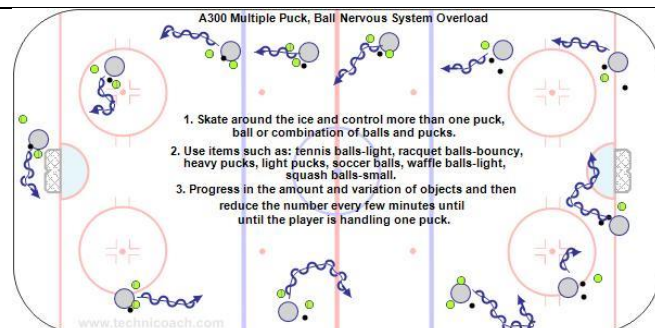 A300 Multiple Puck, Ball Nervous System Overload
1. Skate around the ice and control more than one puck,
ball or combination of balls and pucks.
2. Use items such as: fennis balls-light, racquet balls-bouncy,
heavy pucks, light pucks, soccer balls, waffle balls-light,
squash balls-small.
3. Progress in the amount and variation of objects and then
reduce the number every few minutes until
until the player is handling one puck.
www.technicoach.com